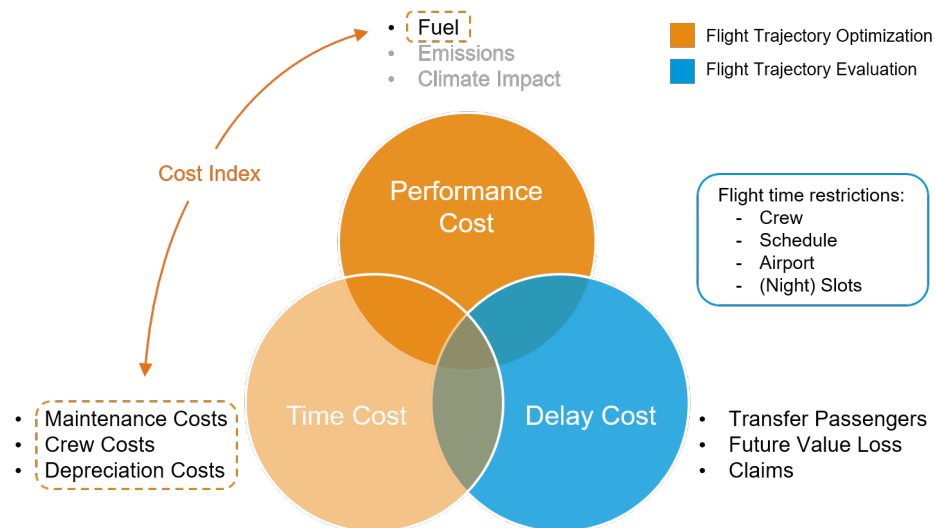 • Fuel
• Emissions
• Climate Impact
Flight Trajectory Optimization
Flight Trajectory Evaluation
Cost Index
Performance
Cost
Flight time restrictions:
- Crew
- Schedule
- Airport
- (Night) Slots
Time Cost
Delay Cost
• Maintenance Costs
• Crew Costs
• Depreciation Costs
• Transfer Passengers
• Future Value Loss
• Claims